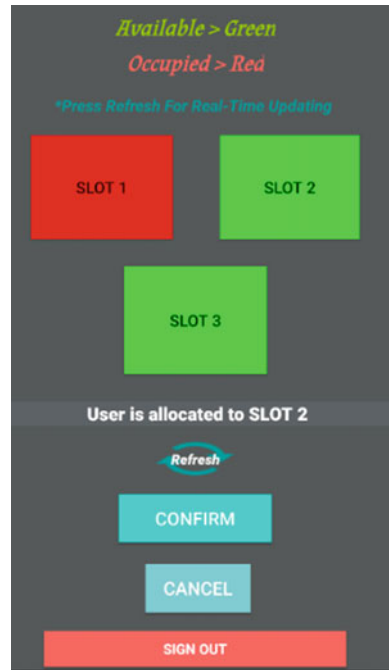 Available > Green
Occupied > Red
*Press Refresh For Real-Time Updating
SLOT 1
SLOT 2
SLOT 3
User is allocated to SLOT 2
Refresh
CONFIRM
CANCEL
SIGN OUT